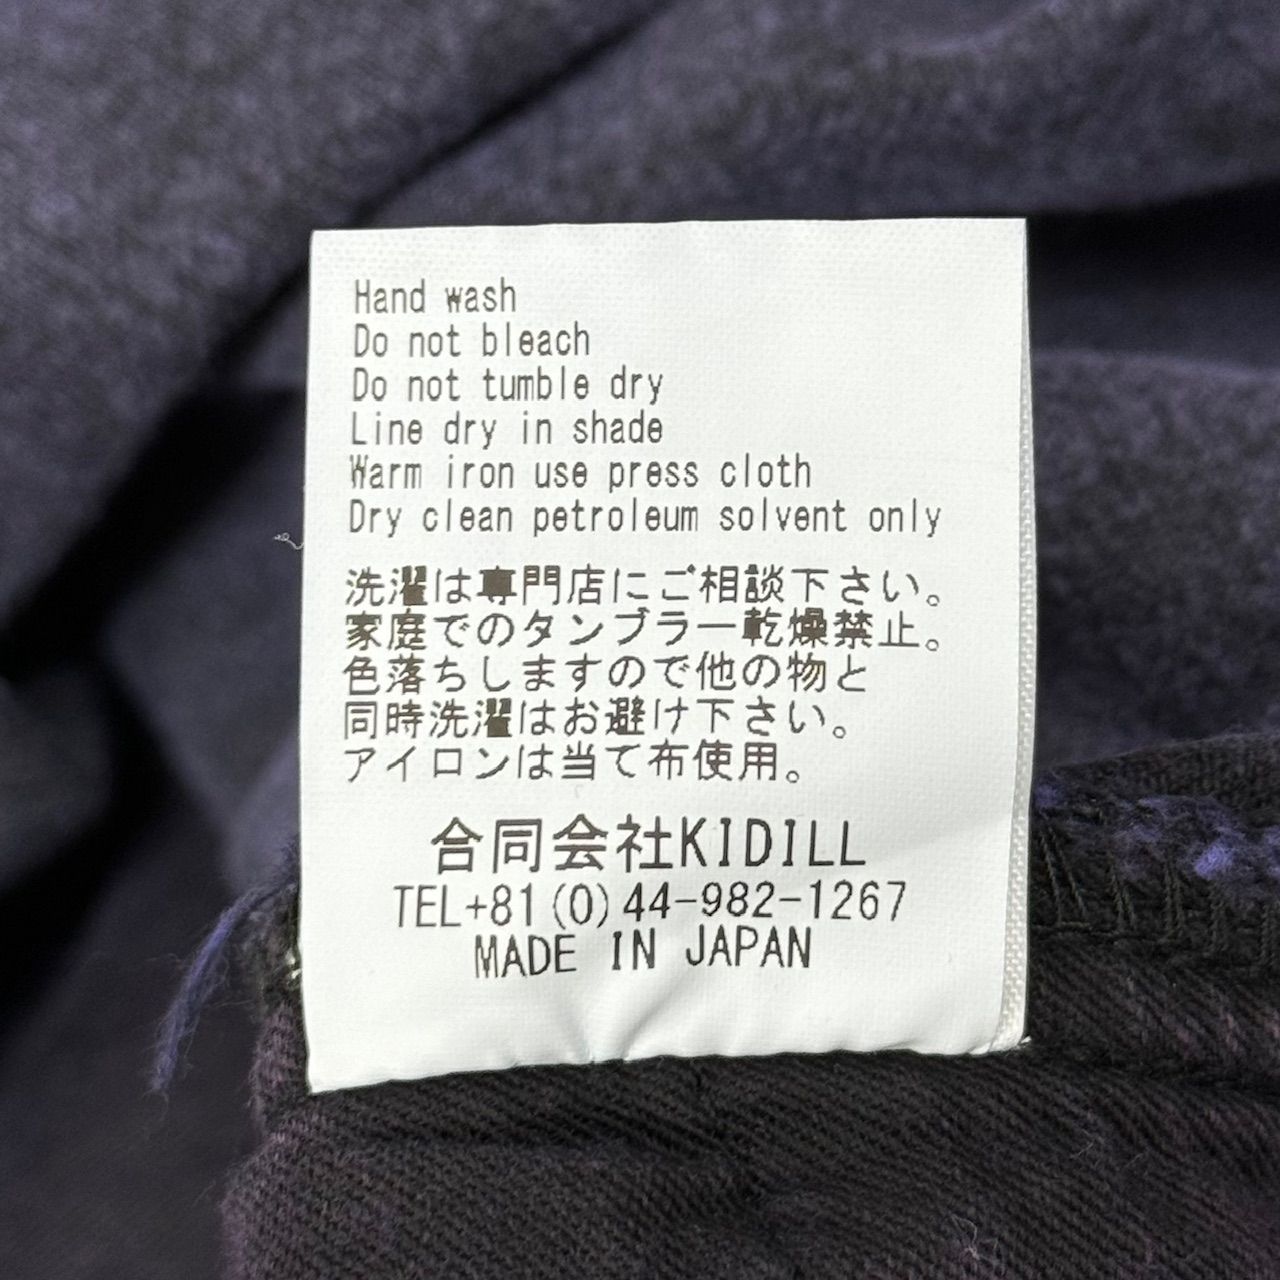 Hand wash
Do not bleach
Do not tumble dry
Line dry in shade
Warm iron use press cloth
Dry clean petroleum solvent only
洗濯は専門店にご相談下さい。
家庭でのタンブラー乾燥禁止。
色落ちしますので他の物と
同時洗濯はお避け下さい。
アイロンは当て布使用。
合同会社KIDILL
TEL+81(0)44-982-1267
MADE IN JAPAN